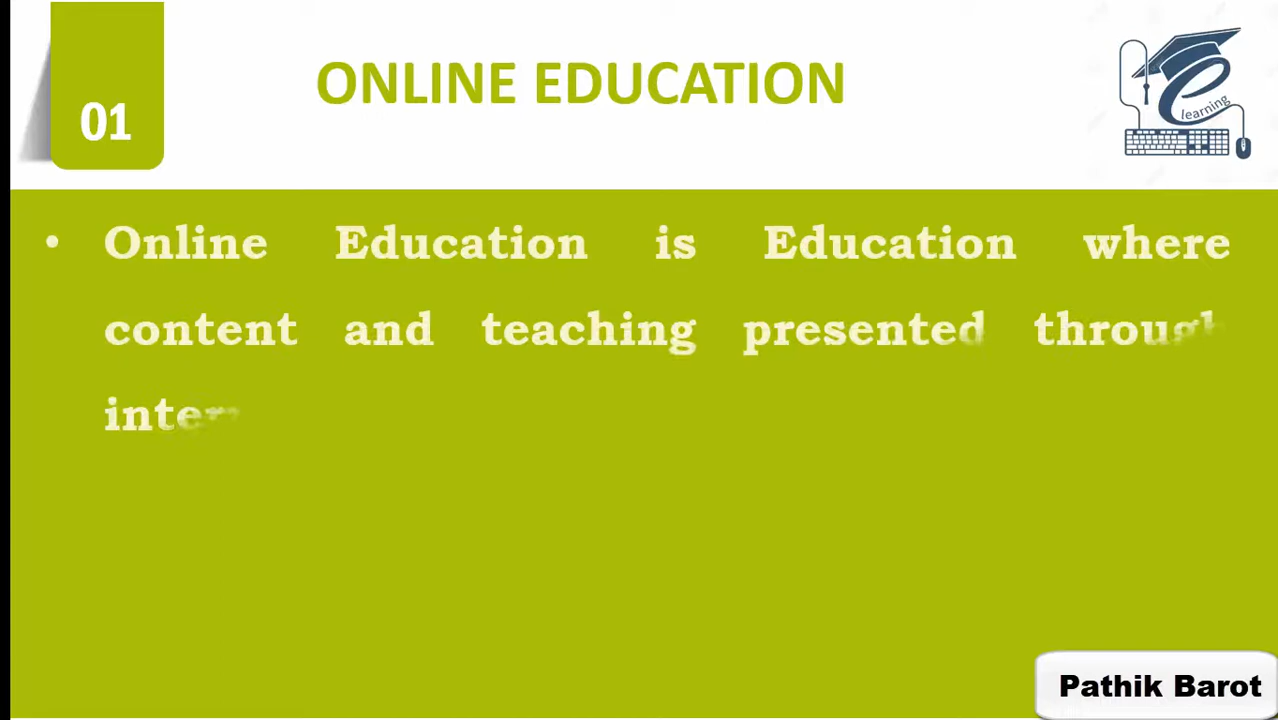 01
ONLINE EDUCATION
e
learning
• Online Education is Education where
content and teaching presented
Pathik Barot